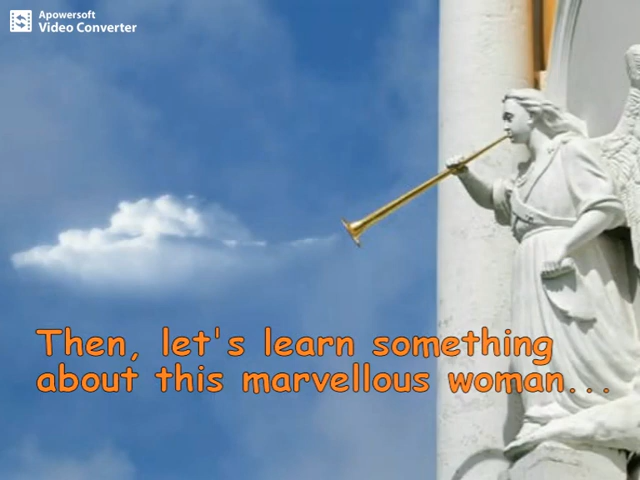 Apowersoft
Video Converter
Then, let's learn something
about this marvellous woman...